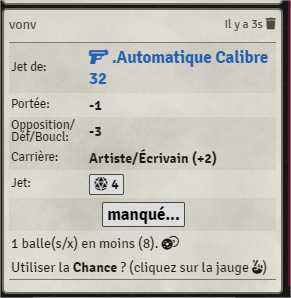 vonv Il y a 3s
Jet de: .Automatique Calibre
32
Portée: -1
Opposition/
Déf/Boucl: -3
Carrière: Artiste/Écrivain (+2)
Jet: 4
manqué...
1 balle(s/x) en moins (8).
Utiliser la Chance ? (cliquez sur la jauge )